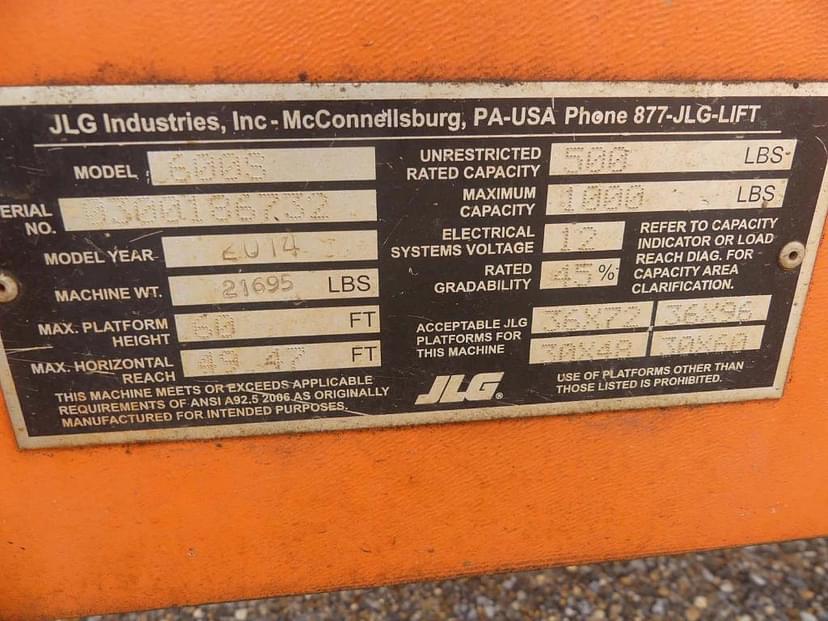 JLG Industries, Inc - McConnellsburg, PA-USA Phone 877-JLG-LIFT
MODEL 600S
ERIAL NO. 0300186732
MODEL YEAR 2014
MACHINE WT. 21695 LBS
MAX. PLATFORM HEIGHT 60 FT
MAX. HORIZONTAL REACH 49.47 FT
THIS MACHINE MEETS OR EXCEEDS APPLICABLE
REQUIREMENTS OF ANSI A92.5 2006 AS ORIGINALLY
MANUFACTURED FOR INTENDED PURPOSES.
UNRESTRICTED RATED CAPACITY 500 LBS
MAXIMUM CAPACITY 1000 LBS
ELECTRICAL SYSTEMS VOLTAGE 12
RATED GRADABILITY 45 %
REFER TO CAPACITY
INDICATOR OR LOAD
REACH DIAG. FOR
CAPACITY AREA
CLARIFICATION.
ACCEPTABLE JLG
PLATFORMS FOR
THIS MACHINE
36X72 36X96
30X48 30X60
JLG®
USE OF PLATFORMS OTHER THAN
THOSE LISTED IS PROHIBITED.